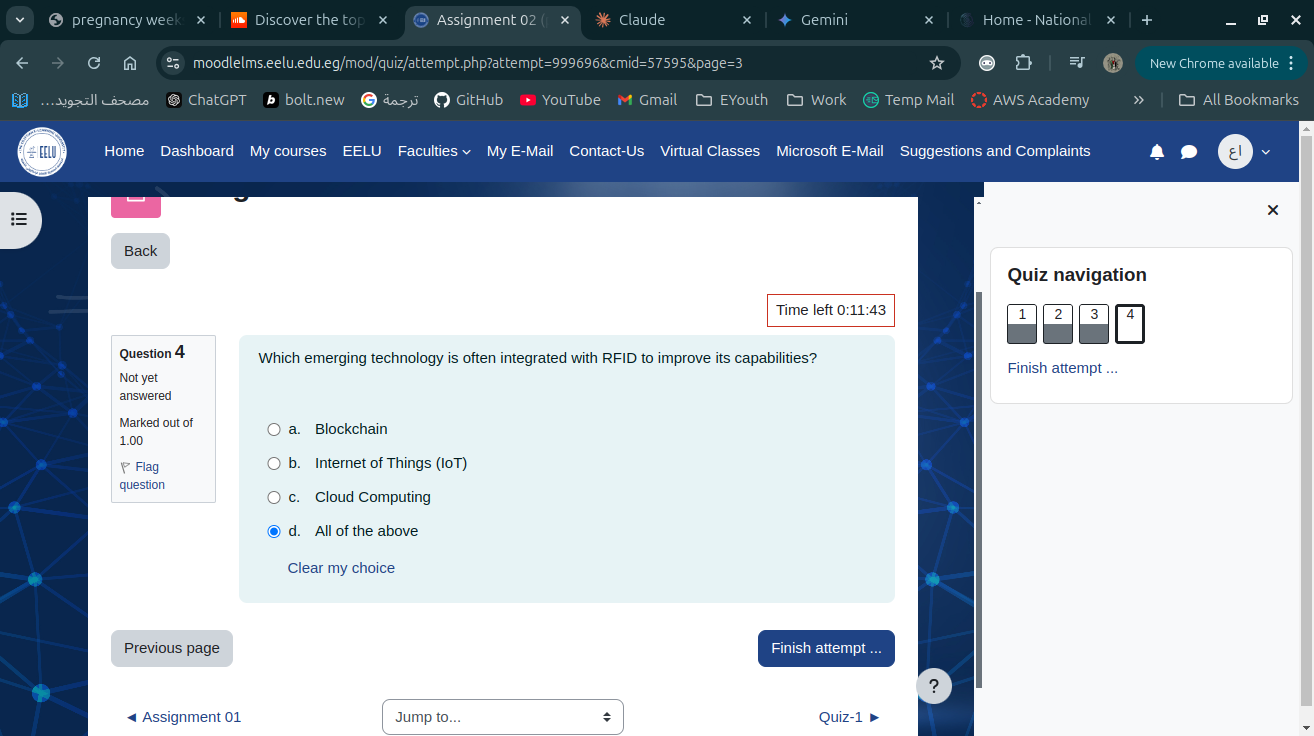 pregnancy week
Discover the top
Assignment 02 (
Claude
Gemini
Home - National
moodlelms.eelu.edu.eg/mod/quiz/attempt.php?attempt=999696&cmid=57595&page=3
New Chrome available
مصحف التجويد...
ChatGPT
bolt.new
ترجمة
GitHub
YouTube
Gmail
EYouth
Work
Temp Mail
AWS Academy
All Bookmarks
EELU
Home
Dashboard
My courses
EELU
Faculties
My E-Mail
Contact-Us
Virtual Classes
Microsoft E-Mail
Suggestions and Complaints
اع
Back
Time left 0:11:43
Question 4
Not yet
answered
Marked out of
1.00
Flag
question
Which emerging technology is often integrated with RFID to improve its capabilities?
a. Blockchain
b. Internet of Things (IoT)
c. Cloud Computing
d. All of the above
Clear my choice
Previous page
Finish attempt ...
◄ Assignment 01
Jump to...
Quiz-1 ►
?
Quiz navigation
1 2 3 4
Finish attempt ...